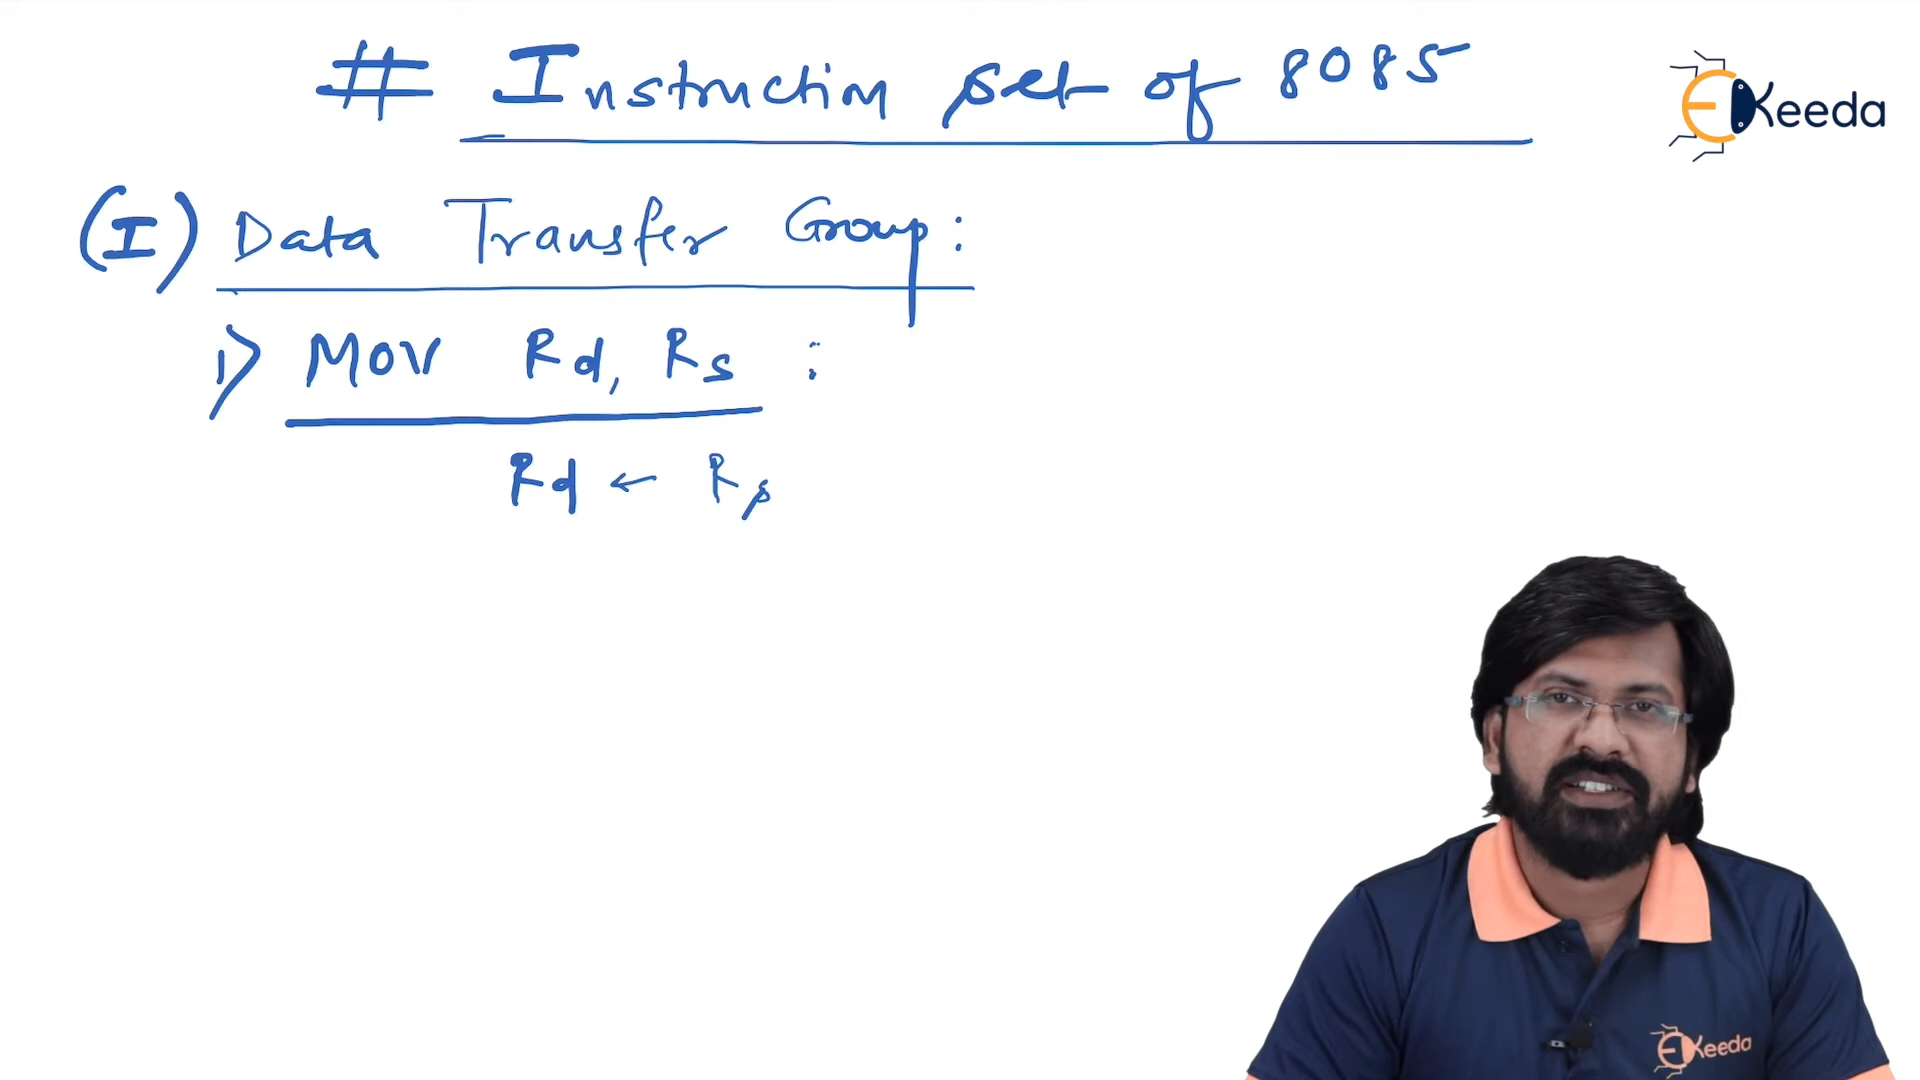 # Instruction set of 8085
EKeeda
(I) Data Transfer Group:
1) MOV Rd, Rs :
Rd ← Rs
EKeeda